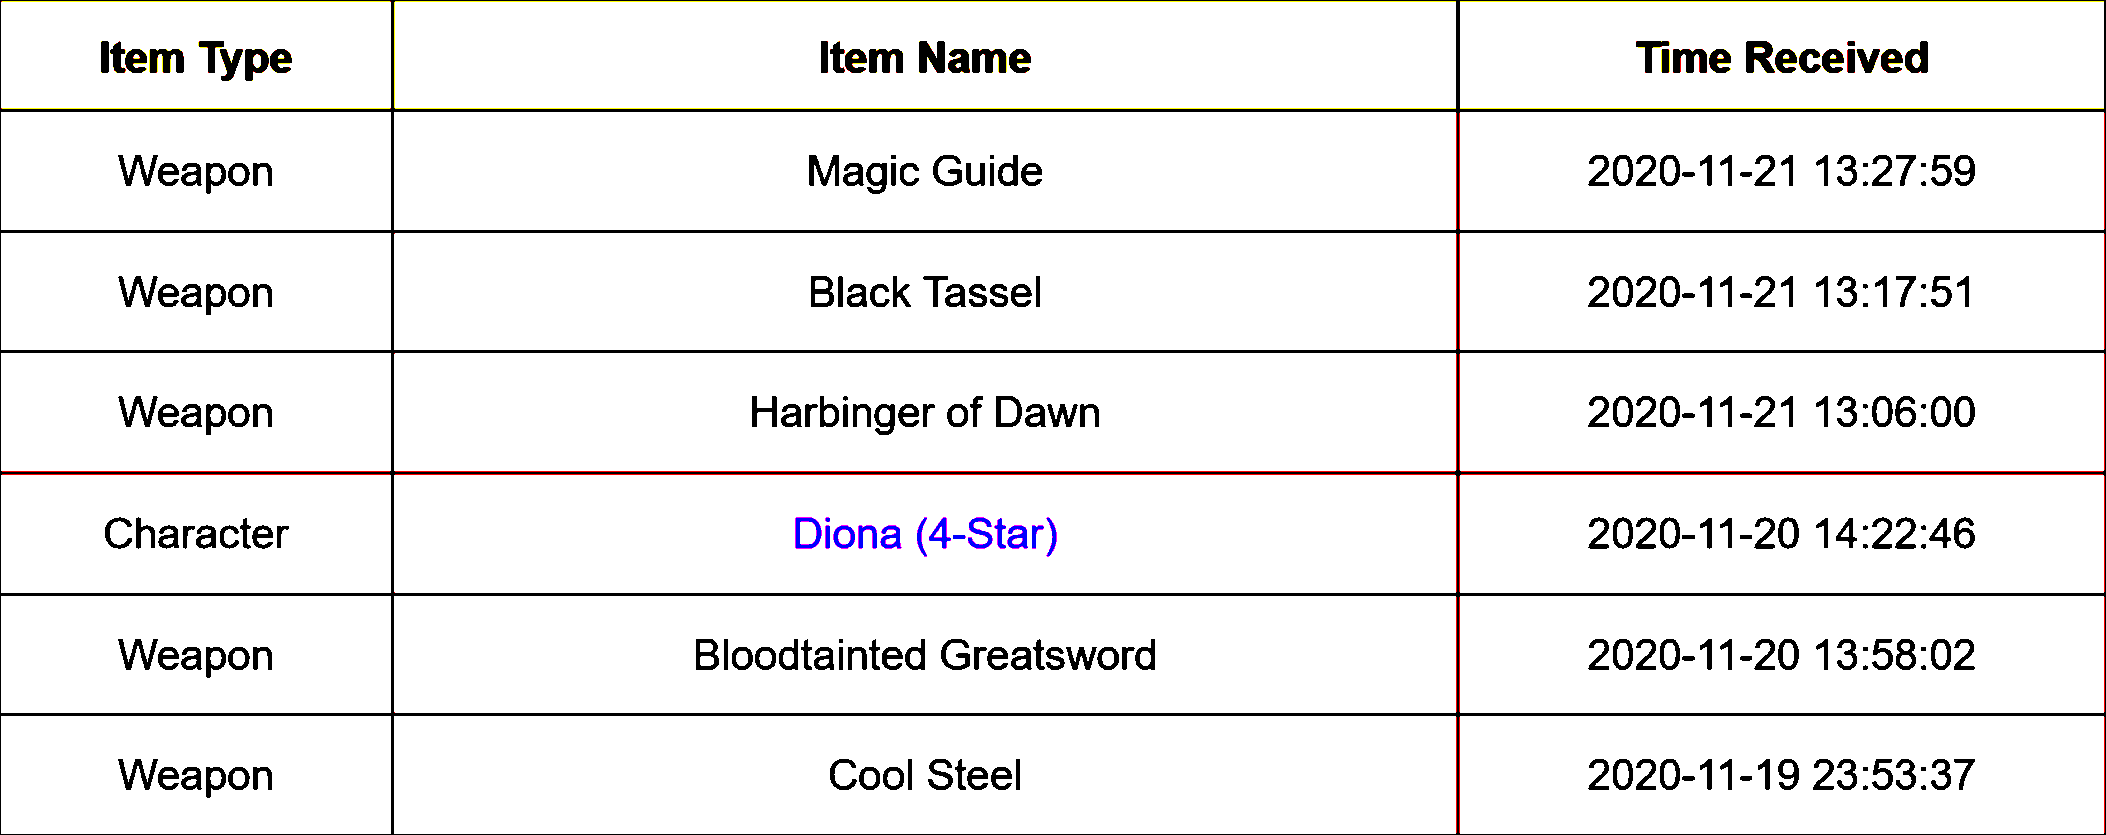 Item Type Item Name Time Received
Weapon Magic Guide 2020-11-21 13:27:59
Weapon Black Tassel 2020-11-21 13:17:51
Weapon Harbinger of Dawn 2020-11-21 13:06:00
Character Diona (4-Star) 2020-11-20 14:22:46
Weapon Bloodtainted Greatsword 2020-11-20 13:58:02
Weapon Cool Steel 2020-11-19 23:53:37